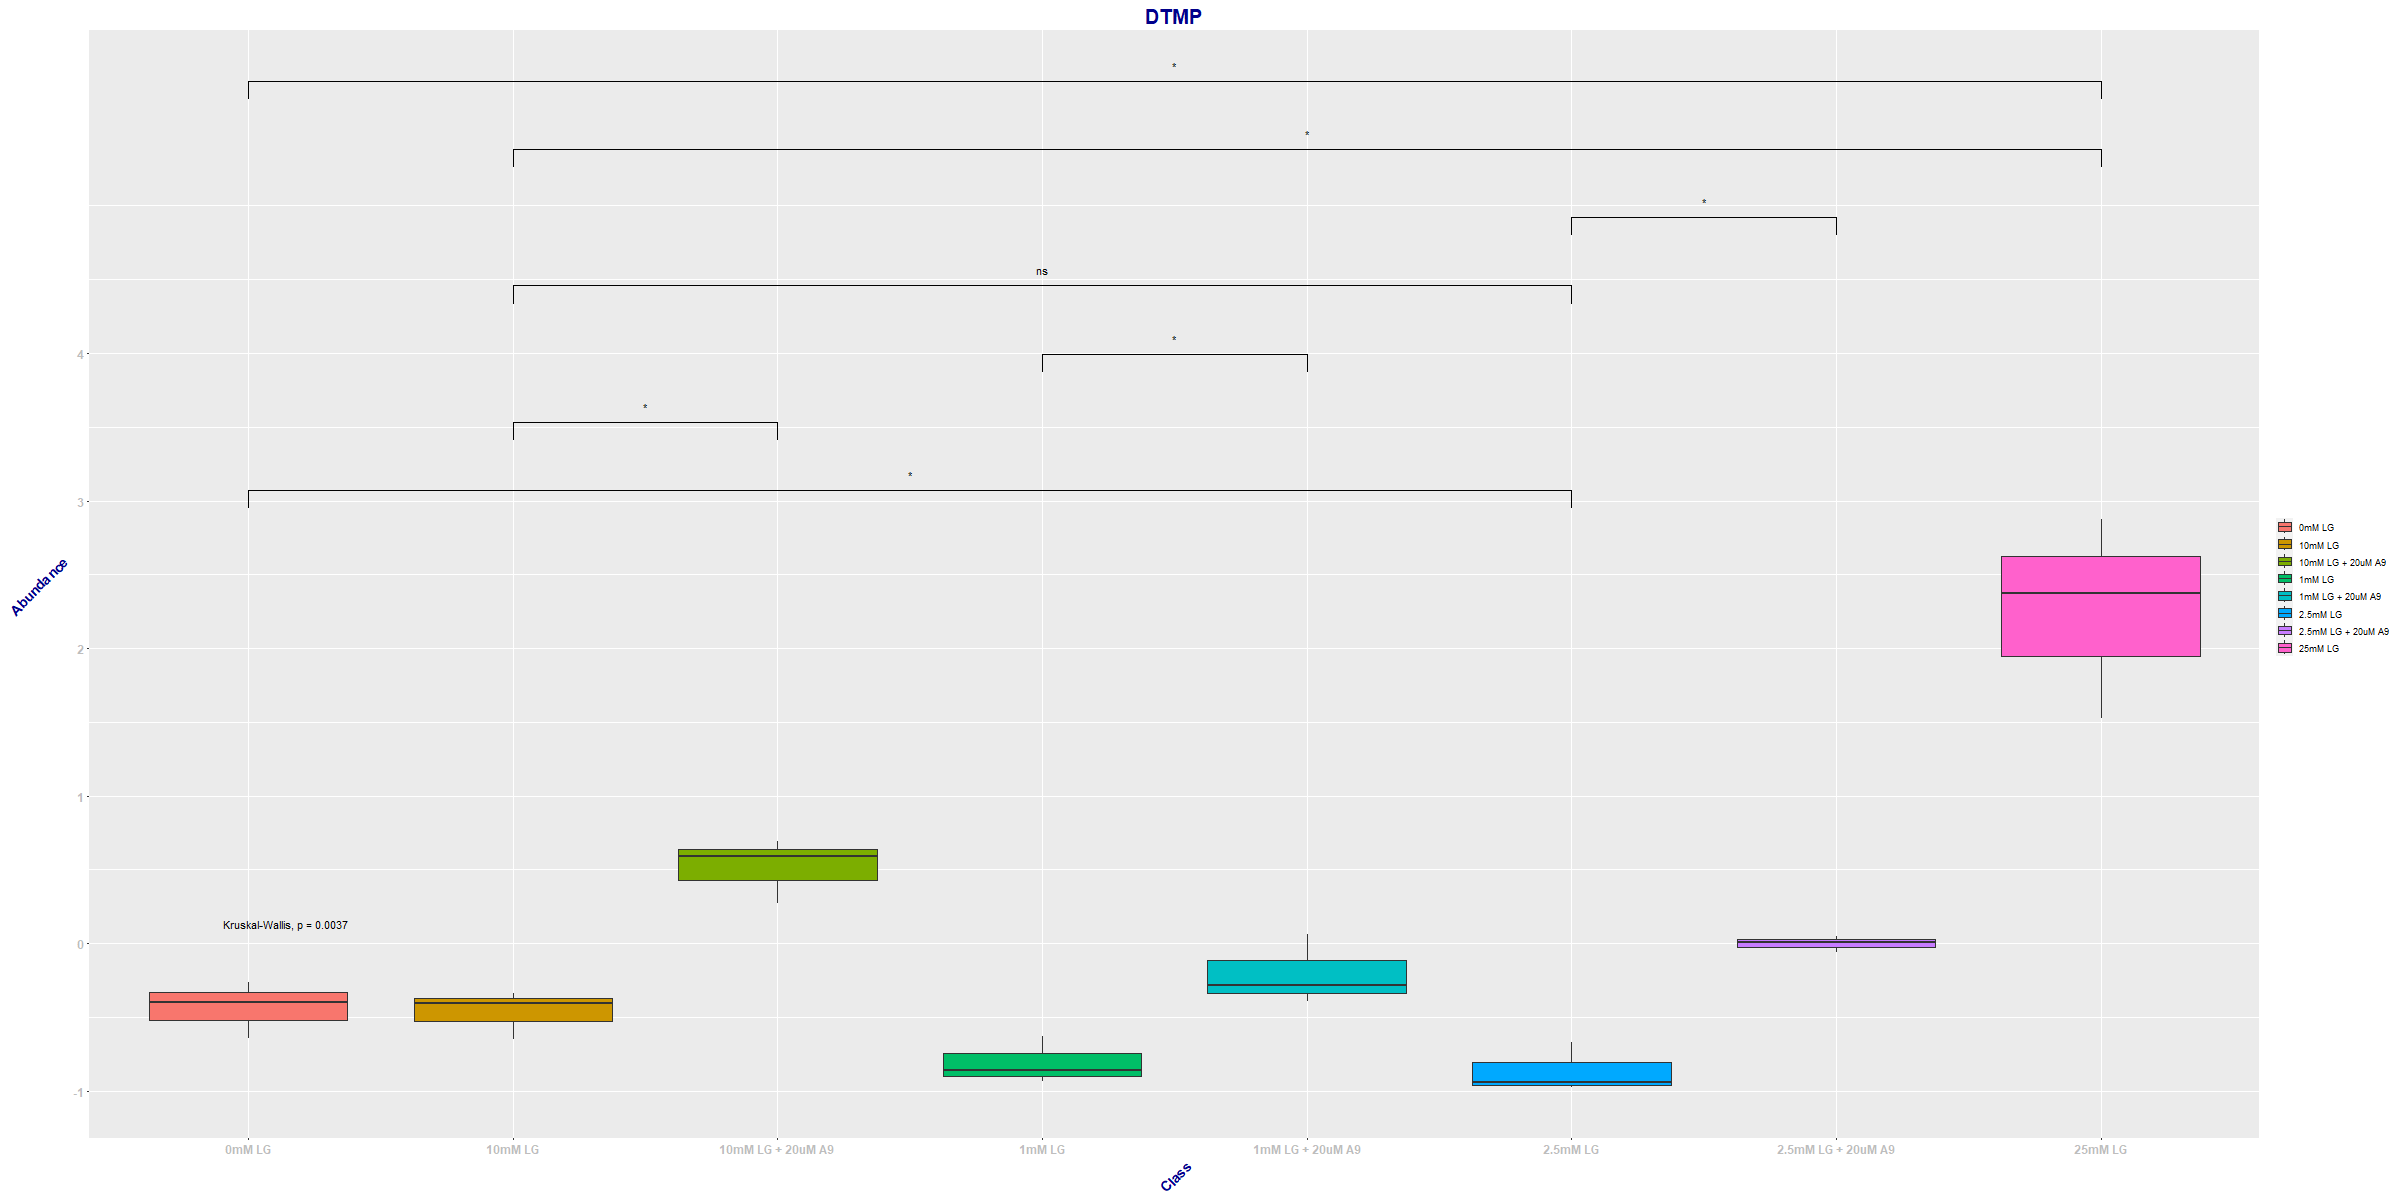 DTMP
*
*
*
ns
*
*
*
4
3
2
1
0
-1
Abundance
Kruskal-Wallis, p = 0.0037
0mM LG
10mM LG
10mM LG + 20uM A9
1mM LG
1mM LG + 20uM A9
2.5mM LG
2.5mM LG + 20uM A9
25mM LG
Class
0mM LG
10mM LG
10mM LG + 20uM A9
1mM LG
1mM LG + 20uM A9
2.5mM LG
2.5mM LG + 20uM A9
25mM LG